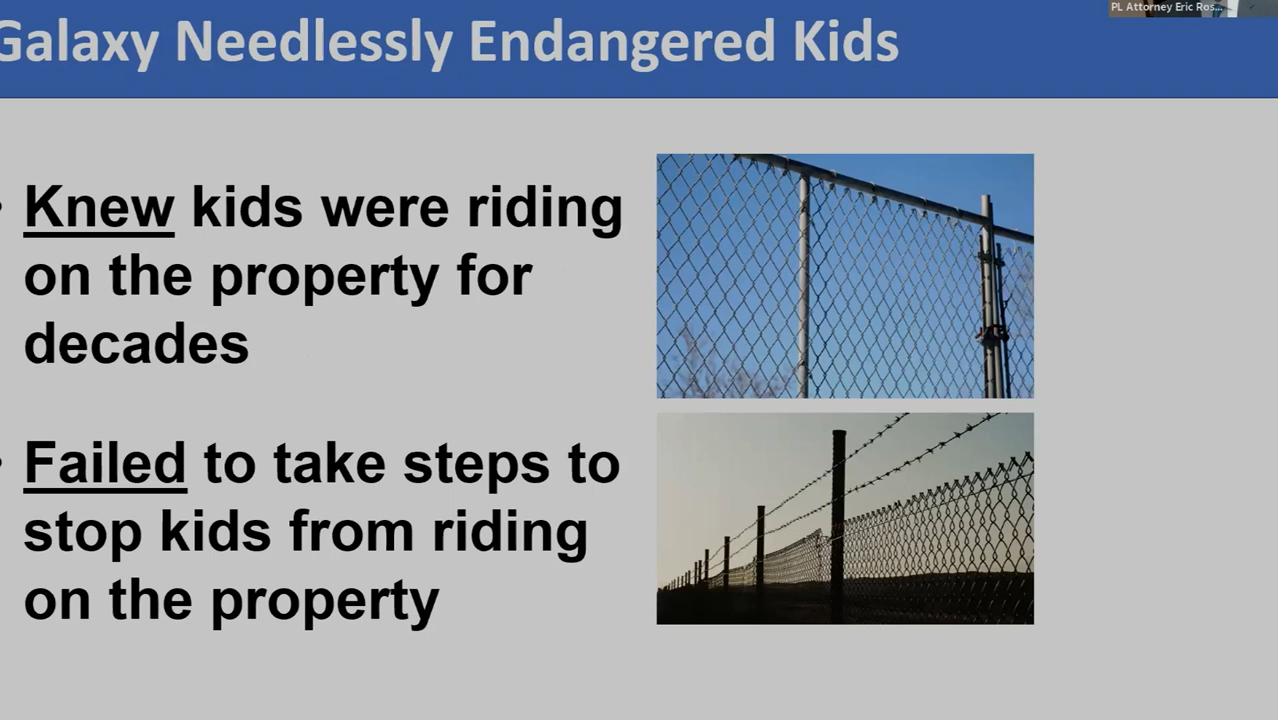 PL Attorney Eric Ros...
Galaxy Needlessly Endangered Kids
• Knew kids were riding
on the property for
decades
• Failed to take steps to
stop kids from riding
on the property